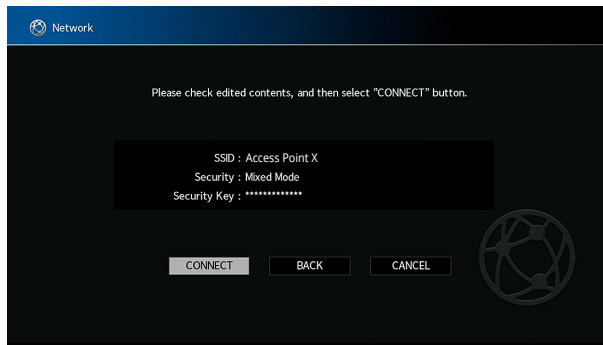 Network
Please check edited contents, and then select "CONNECT" button.
SSID : Access Point X
Security : Mixed Mode
Security Key : *************
CONNECT BACK CANCEL